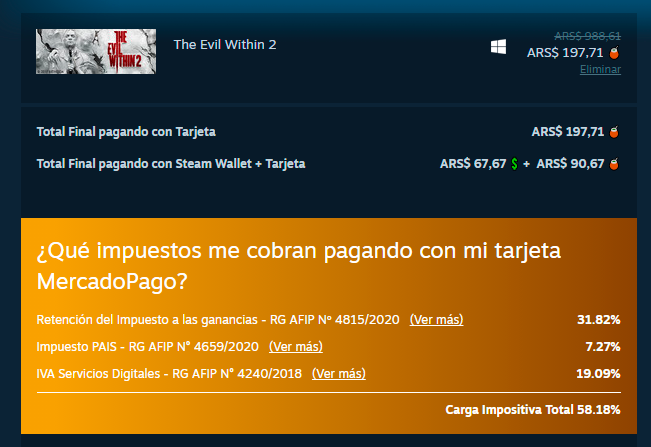 THE EVIL WITHIN 2
The Evil Within 2
ARS$ 988,61
ARS$ 197,71
Eliminar
Total Final pagando con Tarjeta ARS$ 197,71
Total Final pagando con Steam Wallet + Tarjeta ARS$ 67,67 $ + ARS$ 90,67
¿Qué impuestos me cobran pagando con mi tarjeta
MercadoPago?
Retención del Impuesto a las ganancias - RG AFIP Nº 4815/2020 (Ver más) 31.82%
Impuesto PAIS - RG AFIP N° 4659/2020 (Ver más) 7.27%
IVA Servicios Digitales - RG AFIP N° 4240/2018 (Ver más) 19.09%
Carga Impositiva Total 58.18%